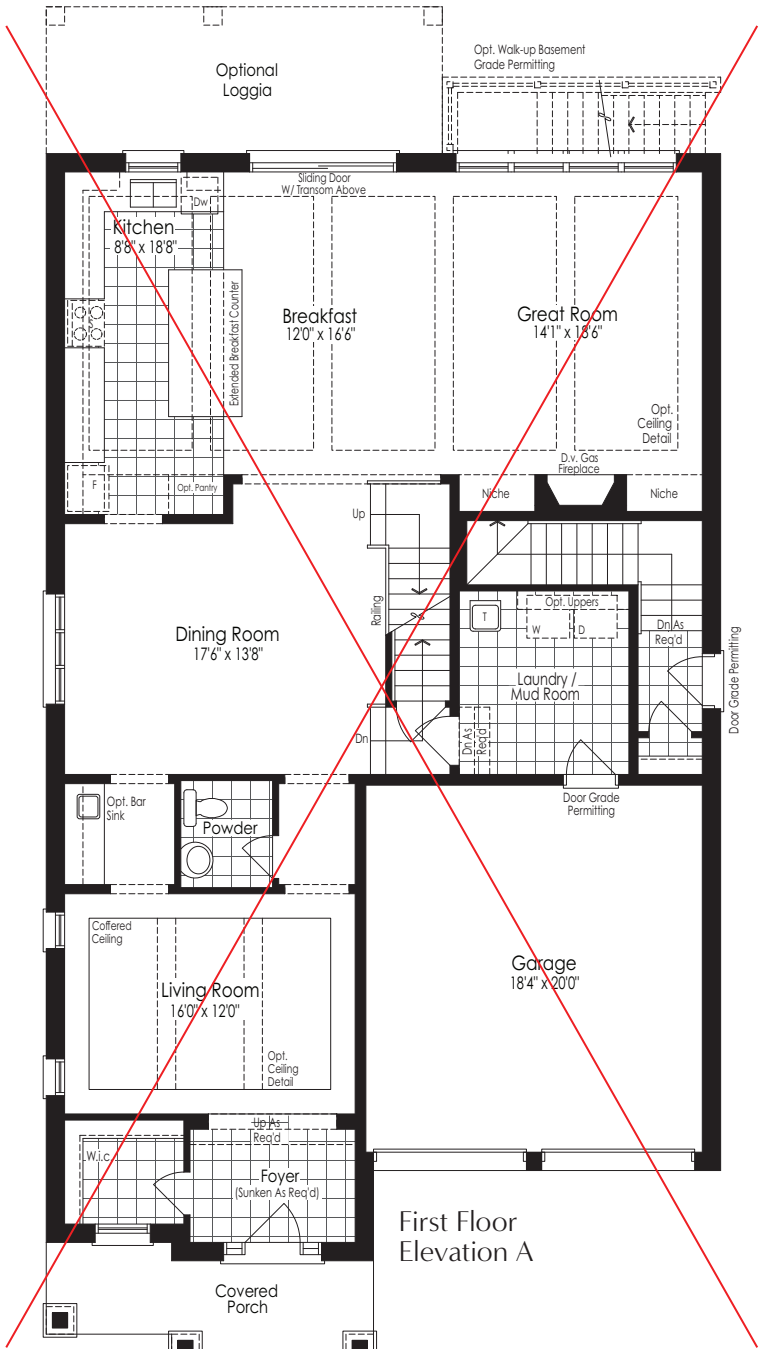 Optional
Loggia
Opt. Walk-up Basement
Grade Permitting
Sliding Door
W/ Transom Above
Dw
Kitchen
8'8" x 18'8"
Breakfast
12'0" x 16'6"
Great Room
14'1" x 18'6"
Extended Breakfast Counter
Opt.
Ceiling
Detail
D.v. Gas
Fireplace
F
Opt. Pantry
Niche
Niche
Up
Railing
Dining Room
17'6" x 13'8"
T
Opt. Uppers
W
D
Laundry /
Mud Room
Dn As
Req'd
Door Grade Permitting
Dn
Dn As
Req'd
Door Grade
Permitting
Opt. Bar
Sink
Powder
Coffered
Ceiling
Living Room
16'0" x 12'0"
Opt.
Ceiling
Detail
Garage
18'4" x 20'0"
Up As
Req'd
W.i.c.
Foyer
(Sunken As Req'd)
First Floor
Elevation A
Covered
Porch